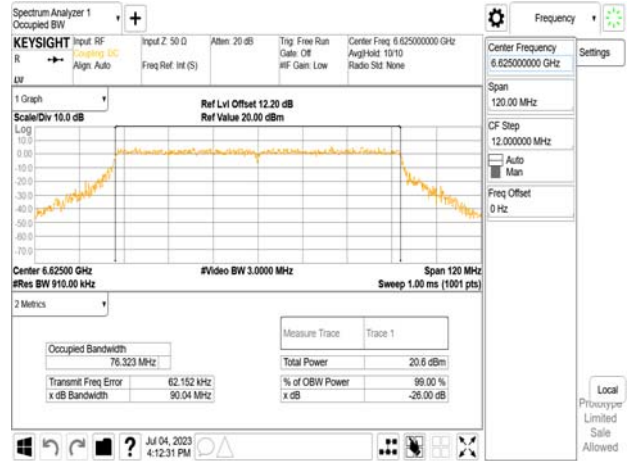 Spectrum Analyzer 1
Occupied BW
KEYSIGHT
R
Input: RF
Coupling: DC
Align: Auto
Input Z: 50 Ω
Freq Ref: Int (S)
Atten: 20 dB
Trig: Free Run
Gate: Off
#IF Gain: Low
Center Freq: 6.625000000 GHz
Avg|Hold: 10/10
Radio Std: None
LXI
1 Graph
Scale/Div 10.0 dB
Ref Lvl Offset 12.20 dB
Ref Value 20.00 dBm
Log
10.0
0.00
-10.0
-20.0
-30.0
-40.0
-50.0
-60.0
-70.0
Center 6.62500 GHz
#Res BW 910.00 kHz
#Video BW 3.0000 MHz
Span 120 MHz
Sweep 1.00 ms (1001 pts)
2 Metrics
Measure Trace
Trace 1
Occupied Bandwidth
76.323 MHz
Total Power
20.6 dBm
Transmit Freq Error
62.152 kHz
% of OBW Power
99.00 %
x dB Bandwidth
90.04 MHz
x dB
-26.00 dB
Jul 04, 2023
4:12:31 PM
Frequency
Center Frequency
6.625000000 GHz
Settings
Span
120.00 MHz
CF Step
12.000000 MHz
Auto
Man
Freq Offset
0 Hz
Local
Prototype
Limited
Sale
Allowed